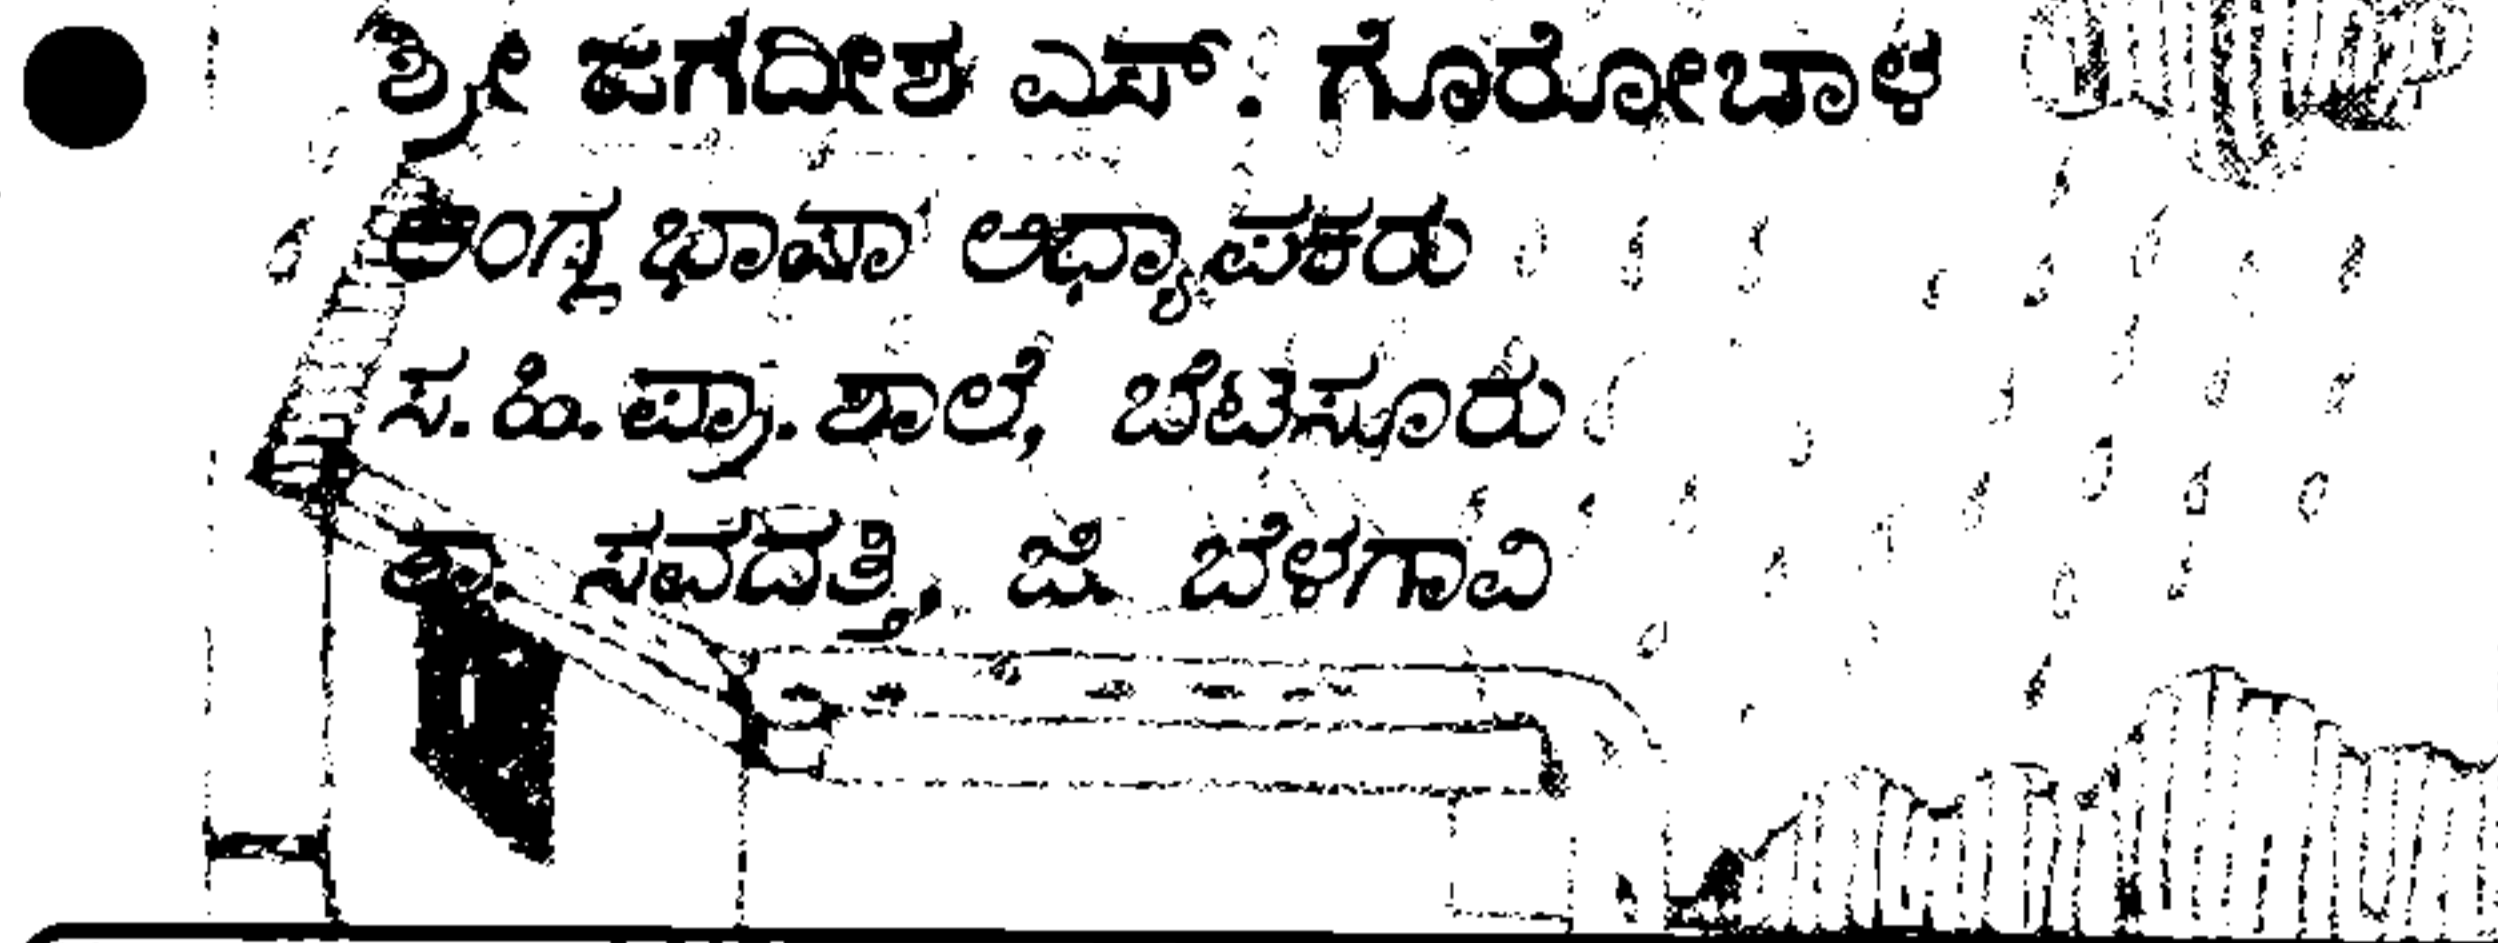 ಶ್ರೀ ಜಗದೀಶ ಎಸ್. ಗೊರೋಬಾಳ
ಆಂಗ್ಲ ಭಾಷಾ ಅಧ್ಯಾಪಕರು
ಸ.ಹಿ.ಪ್ರಾ.ಶಾಲೆ, ಬೆಟಸೂರು
ತಾ. ಸವದತ್ತಿ, ಜಿ. ಬೆಳಗಾವಿ